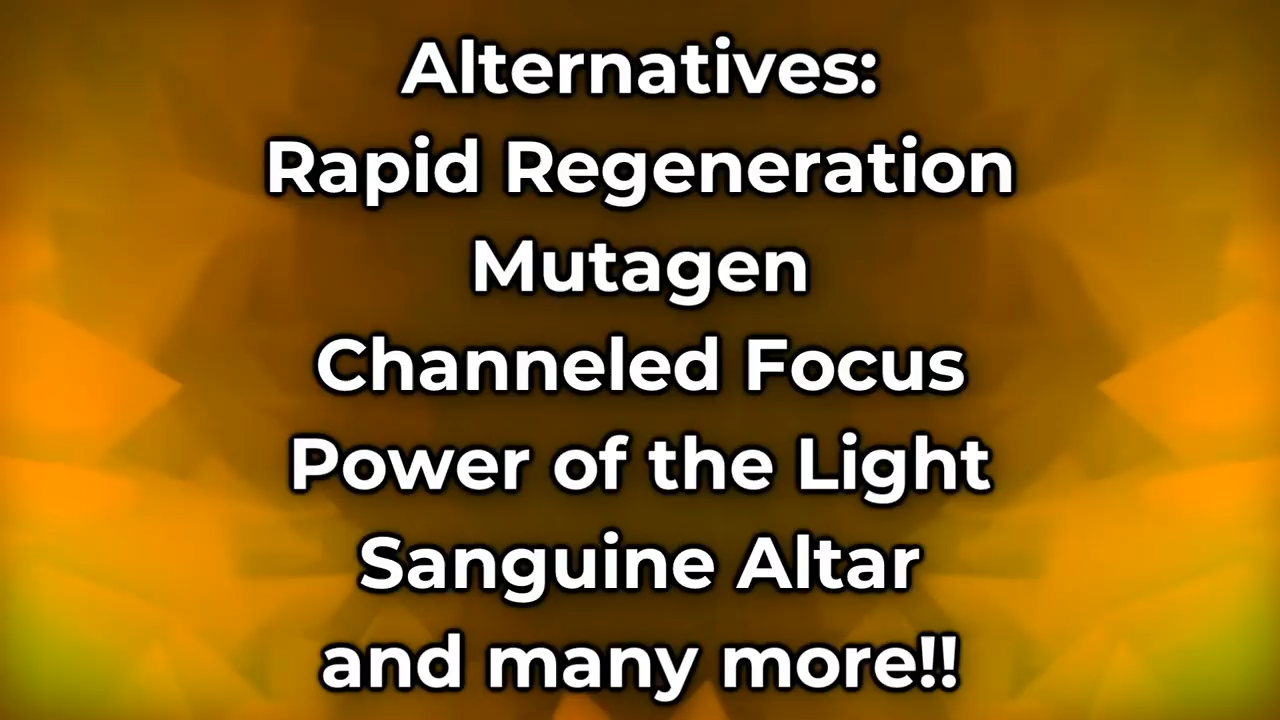 Alternatives:
Rapid Regeneration
Mutagen
Channeled Focus
Power of the Light
Sanguine Altar
and many more!!